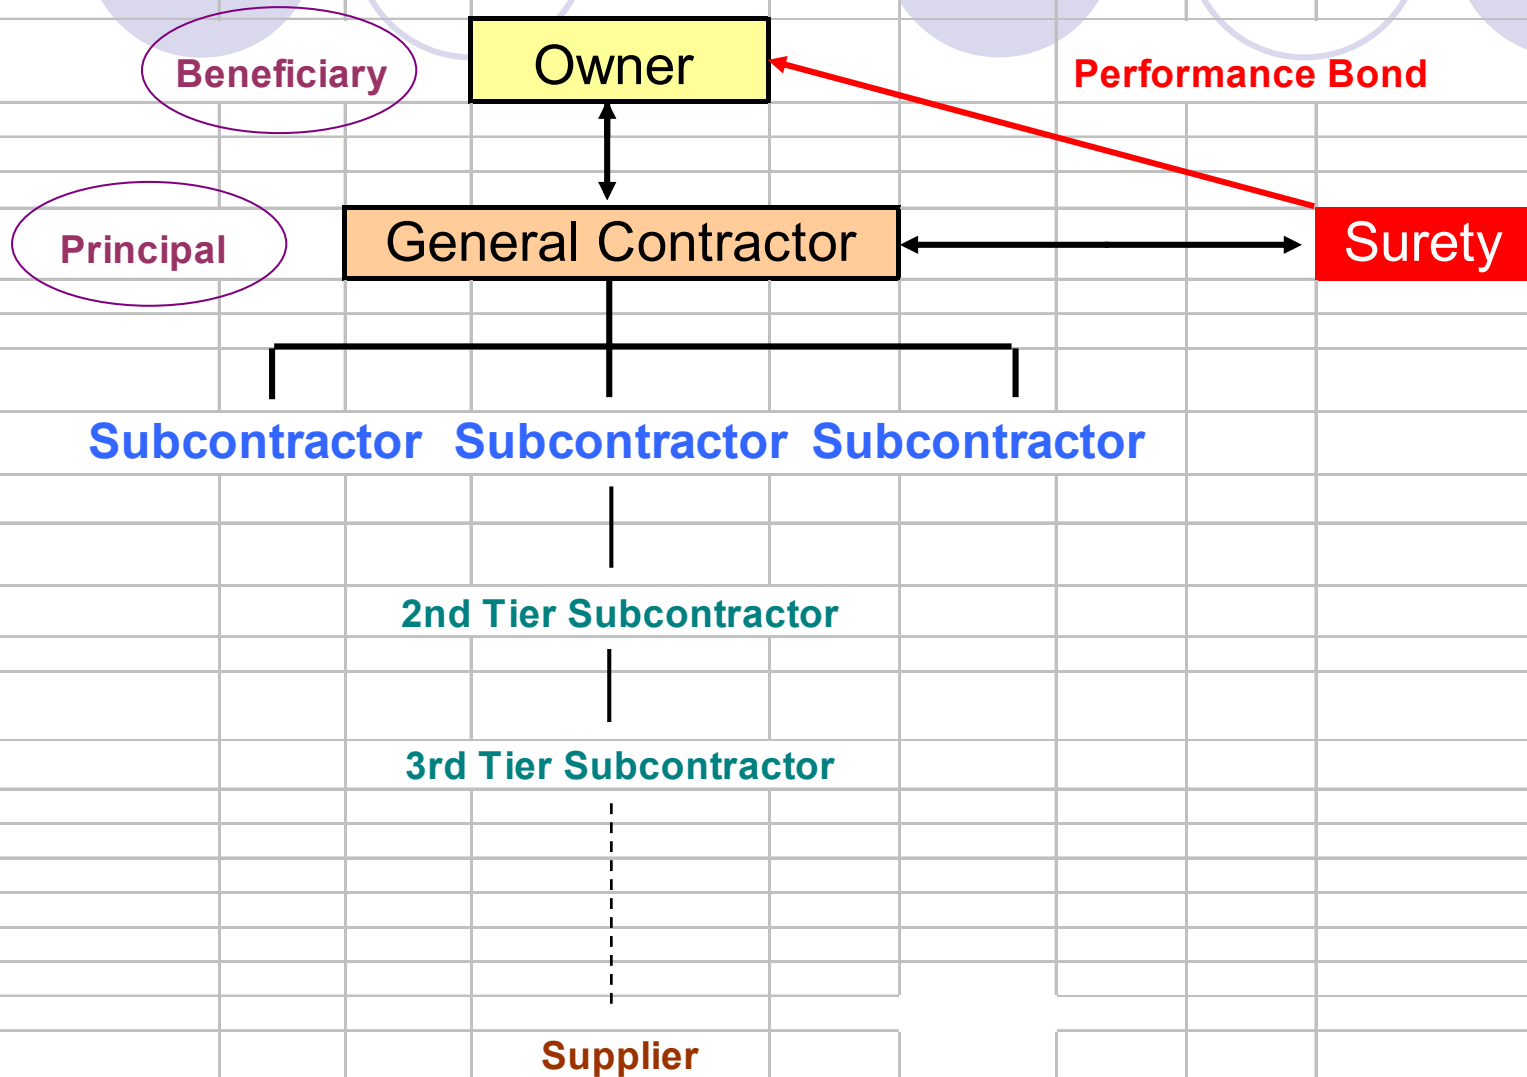 Beneficiary
Owner
Performance Bond
Principal
General Contractor
Surety
Subcontractor Subcontractor Subcontractor
2nd Tier Subcontractor
3rd Tier Subcontractor
Supplier